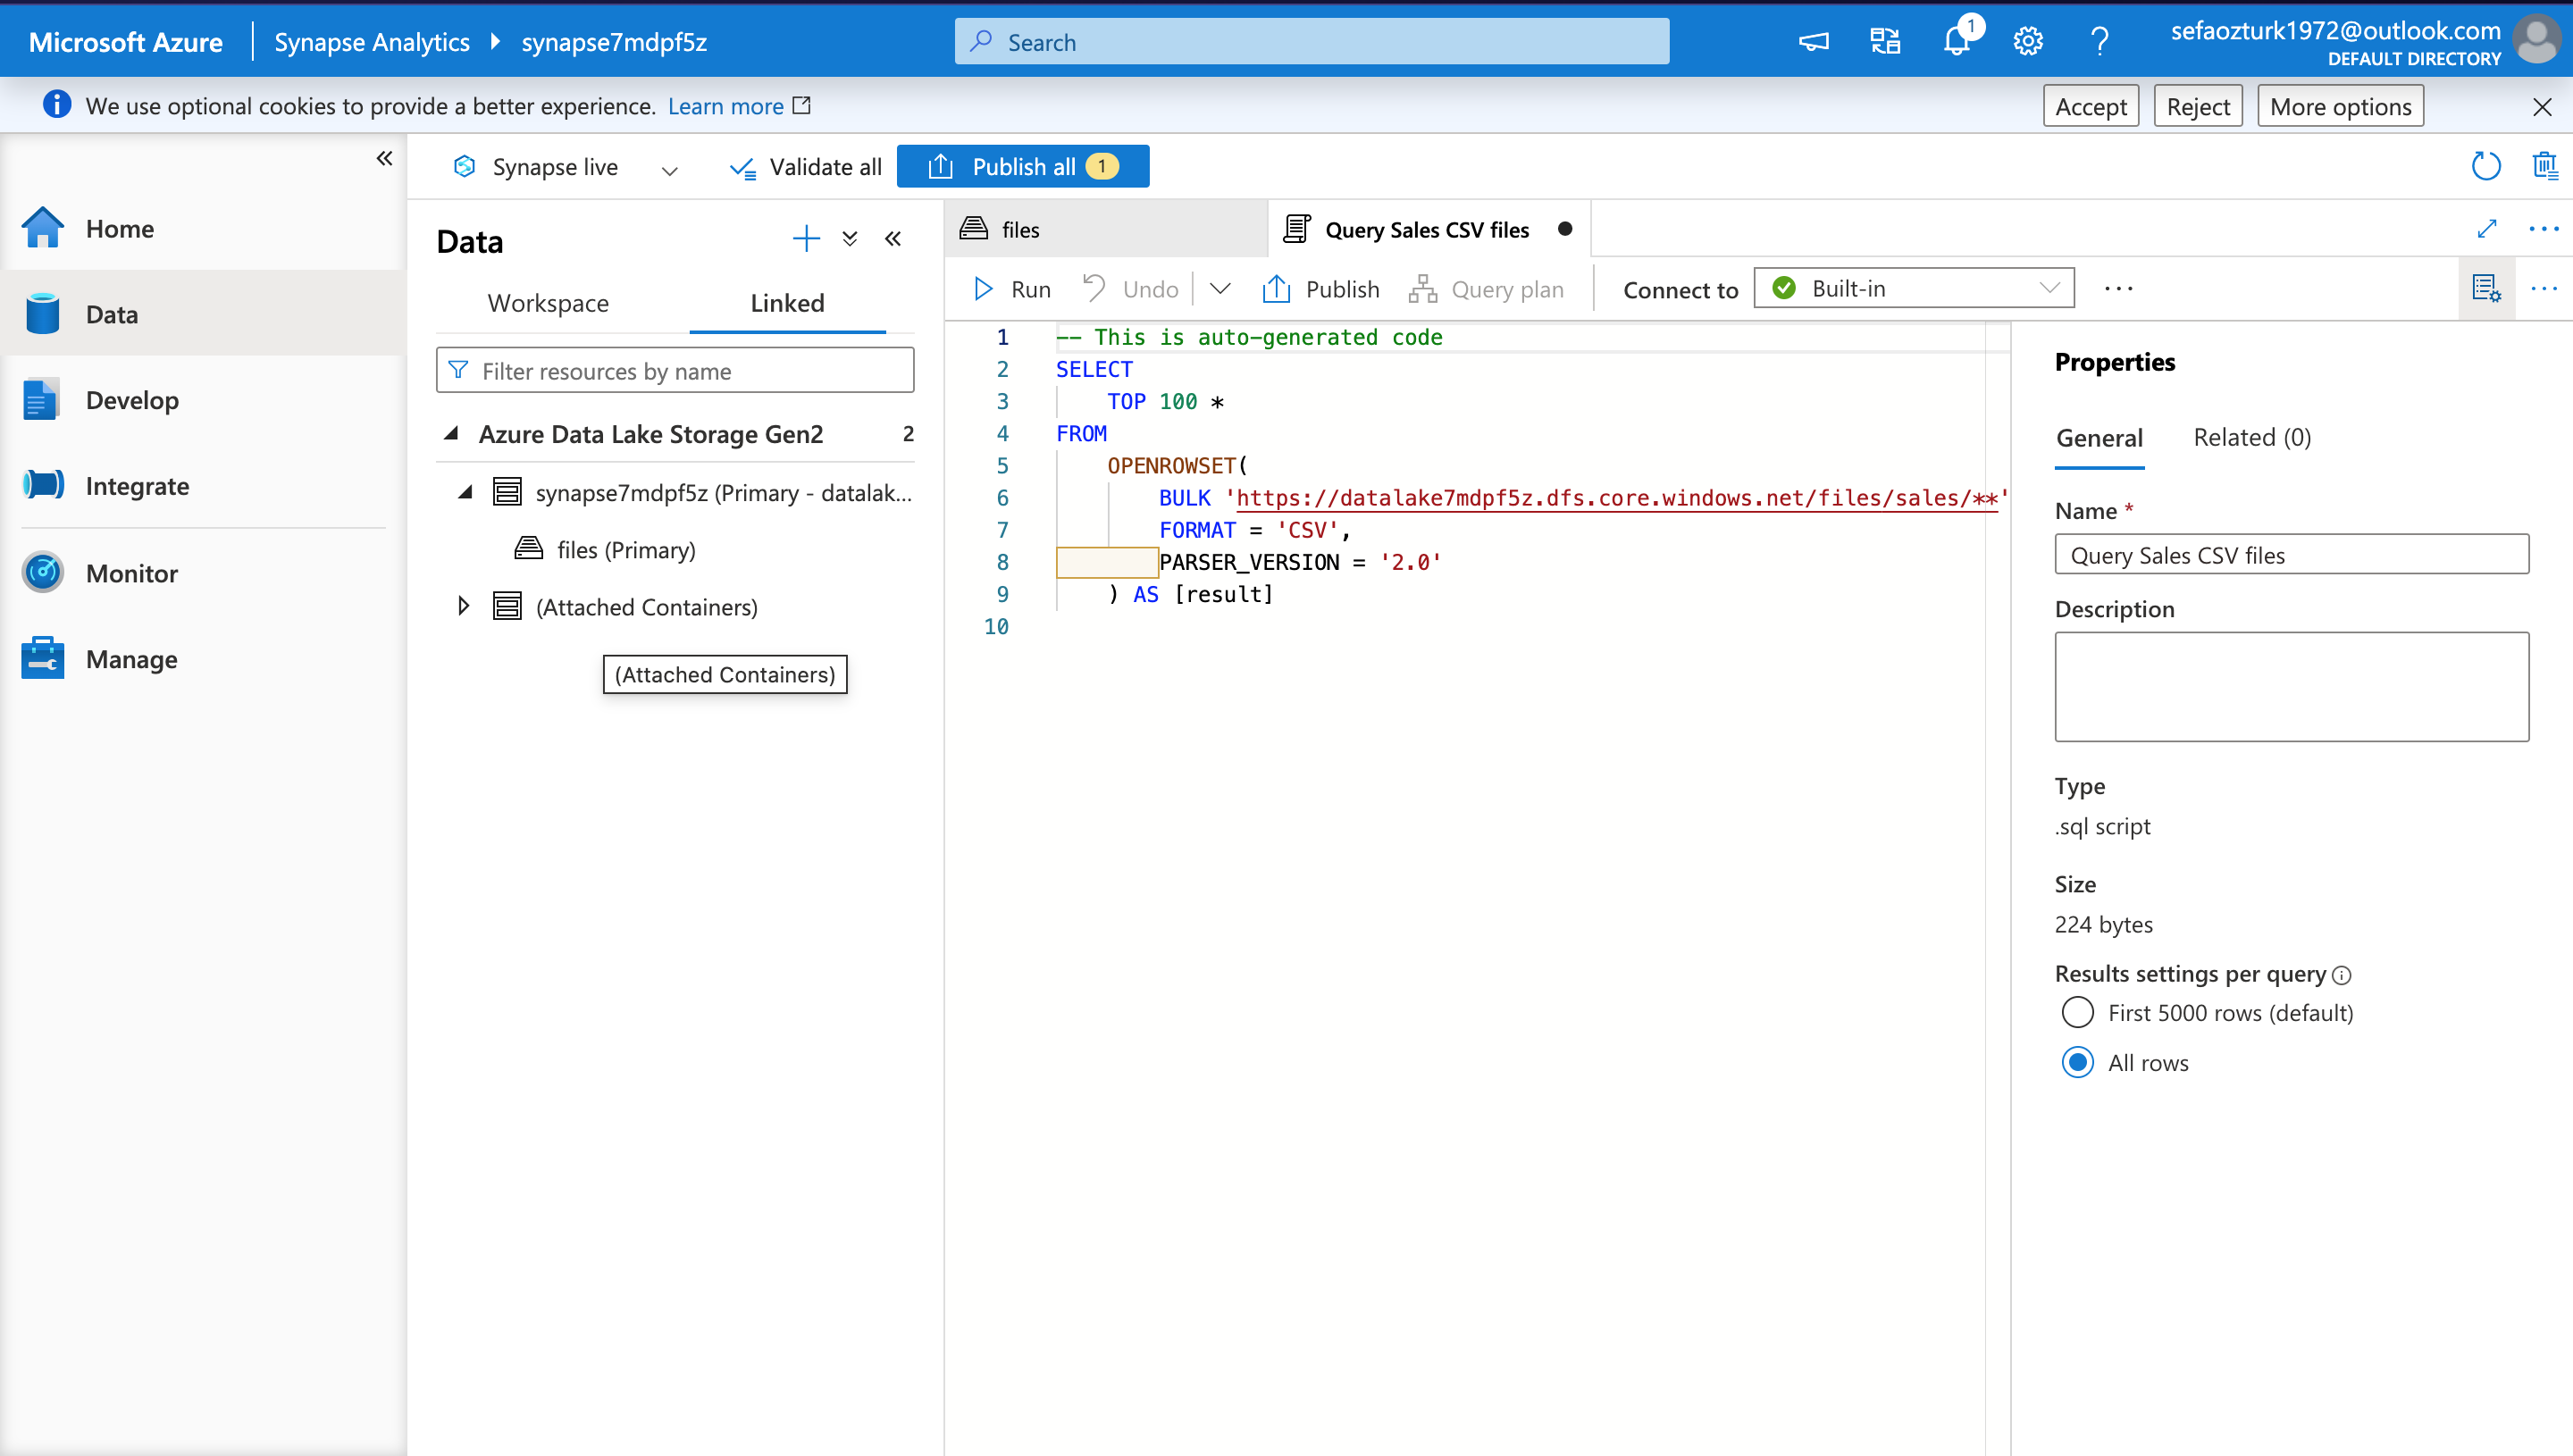 Microsoft Azure
Synapse Analytics
synapse7mdpf5z
Search
1
sefaozturk1972@outlook.com
DEFAULT DIRECTORY
We use optional cookies to provide a better experience. Learn more
Accept
Reject
More options
Home
Data
Develop
Integrate
Monitor
Manage
Synapse live
Validate all
Publish all 1
Data
Workspace
Linked
Filter resources by name
Azure Data Lake Storage Gen2 2
synapse7mdpf5z (Primary - datalak...
files (Primary)
(Attached Containers)
(Attached Containers)
files
Query Sales CSV files
Run
Undo
Publish
Query plan
Connect to
Built-in
1 -- This is auto-generated code
2 SELECT
3 TOP 100 *
4 FROM
5 OPENROWSET(
6 BULK 'https://datalake7mdpf5z.dfs.core.windows.net/files/sales/**'
7 FORMAT = 'CSV',
8 PARSER_VERSION = '2.0'
9 ) AS [result]
10
Properties
General
Related (0)
Name *
Query Sales CSV files
Description
Type
.sql script
Size
224 bytes
Results settings per query
First 5000 rows (default)
All rows